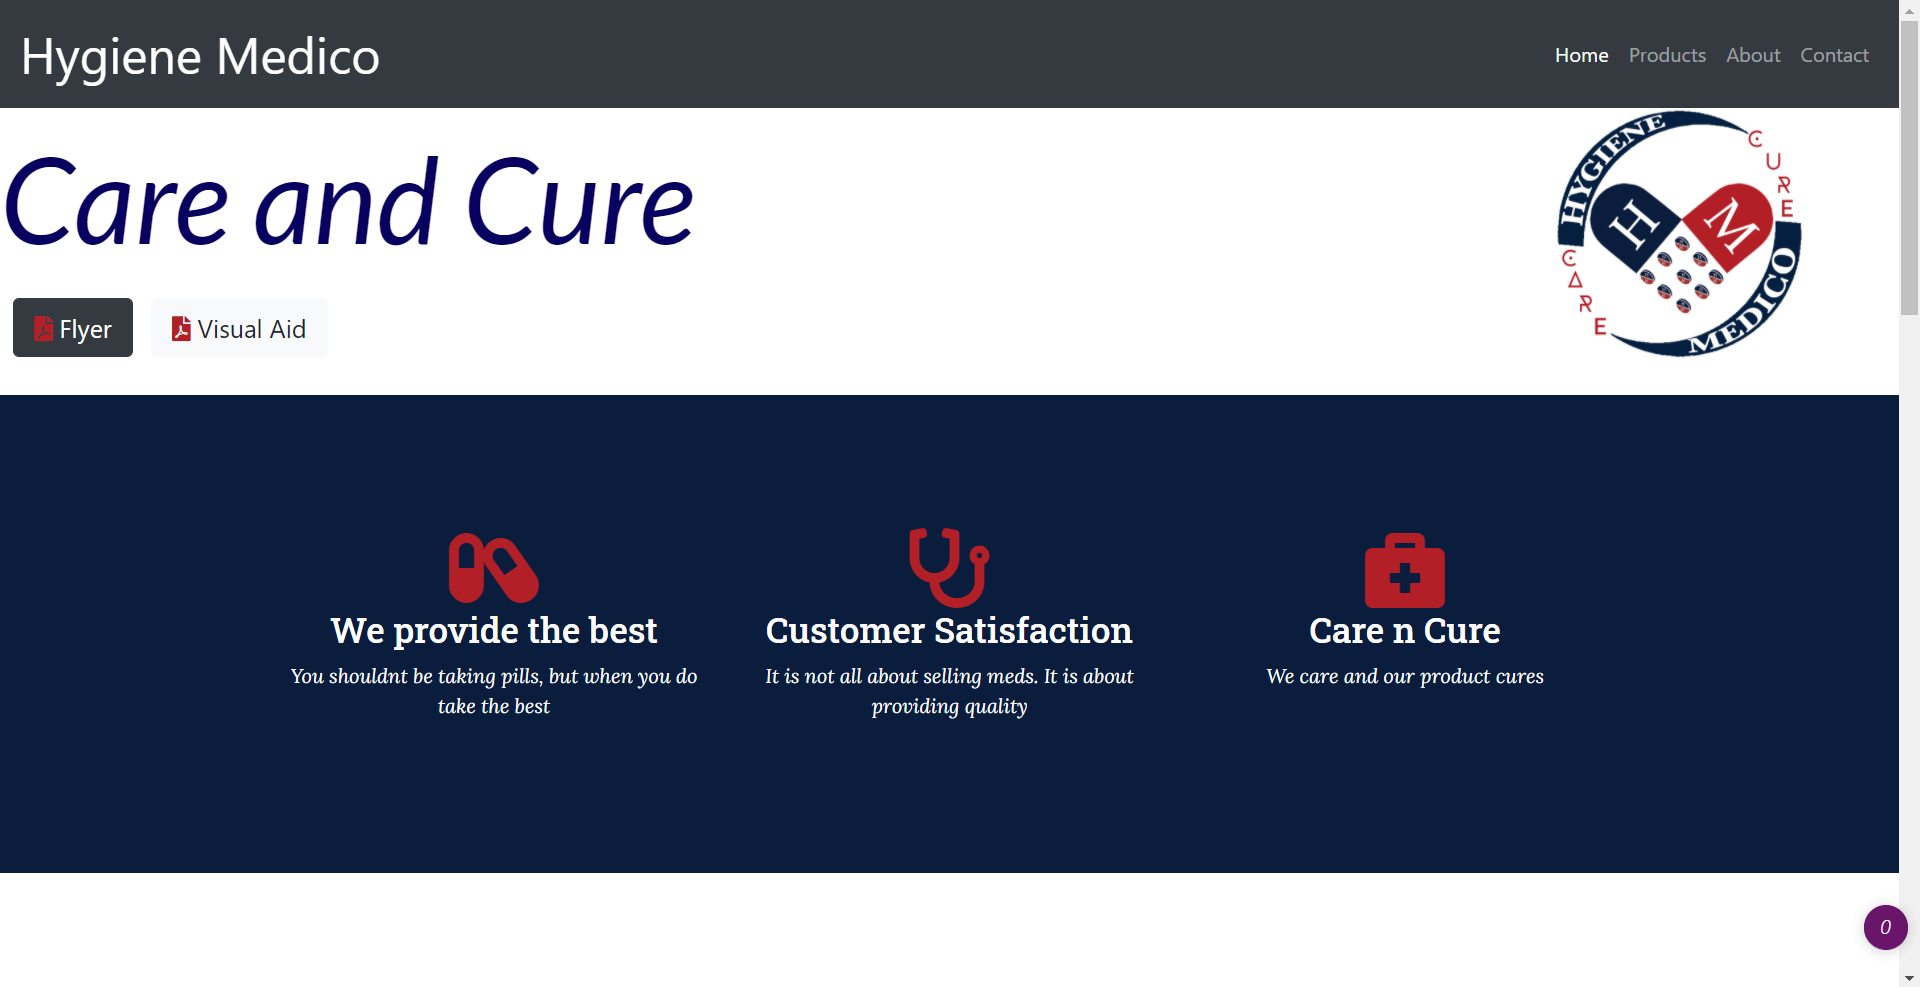 Hygiene Medico
Home Products About Contact
Care and Cure
HYGIENE
CURE
H M
CARE
MEDICO
Flyer Visual Aid
We provide the best
You shouldnt be taking pills, but when you do
take the best
Customer Satisfaction
It is not all about selling meds. It is about
providing quality
Care n Cure
We care and our product cures
0